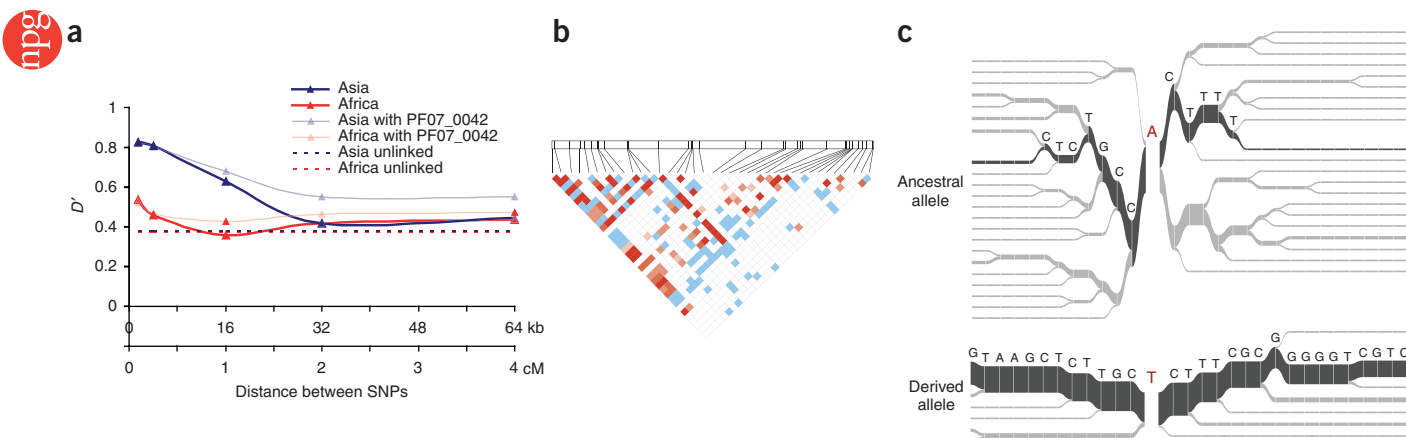 npg
a
Asia
Africa
Asia with PF07_0042
Africa with PF07_0042
Asia unlinked
Africa unlinked
D′
1
0.8
0.6
0.4
0.2
0
0 16 32 48 64 kb
0 1 2 3 4 cM
Distance between SNPs
b
c
Ancestral
allele
C T C T G C C A C T T T T
Derived
allele
G T A A G C T C T T G C T C T T T C G C G G G G G T C G T C